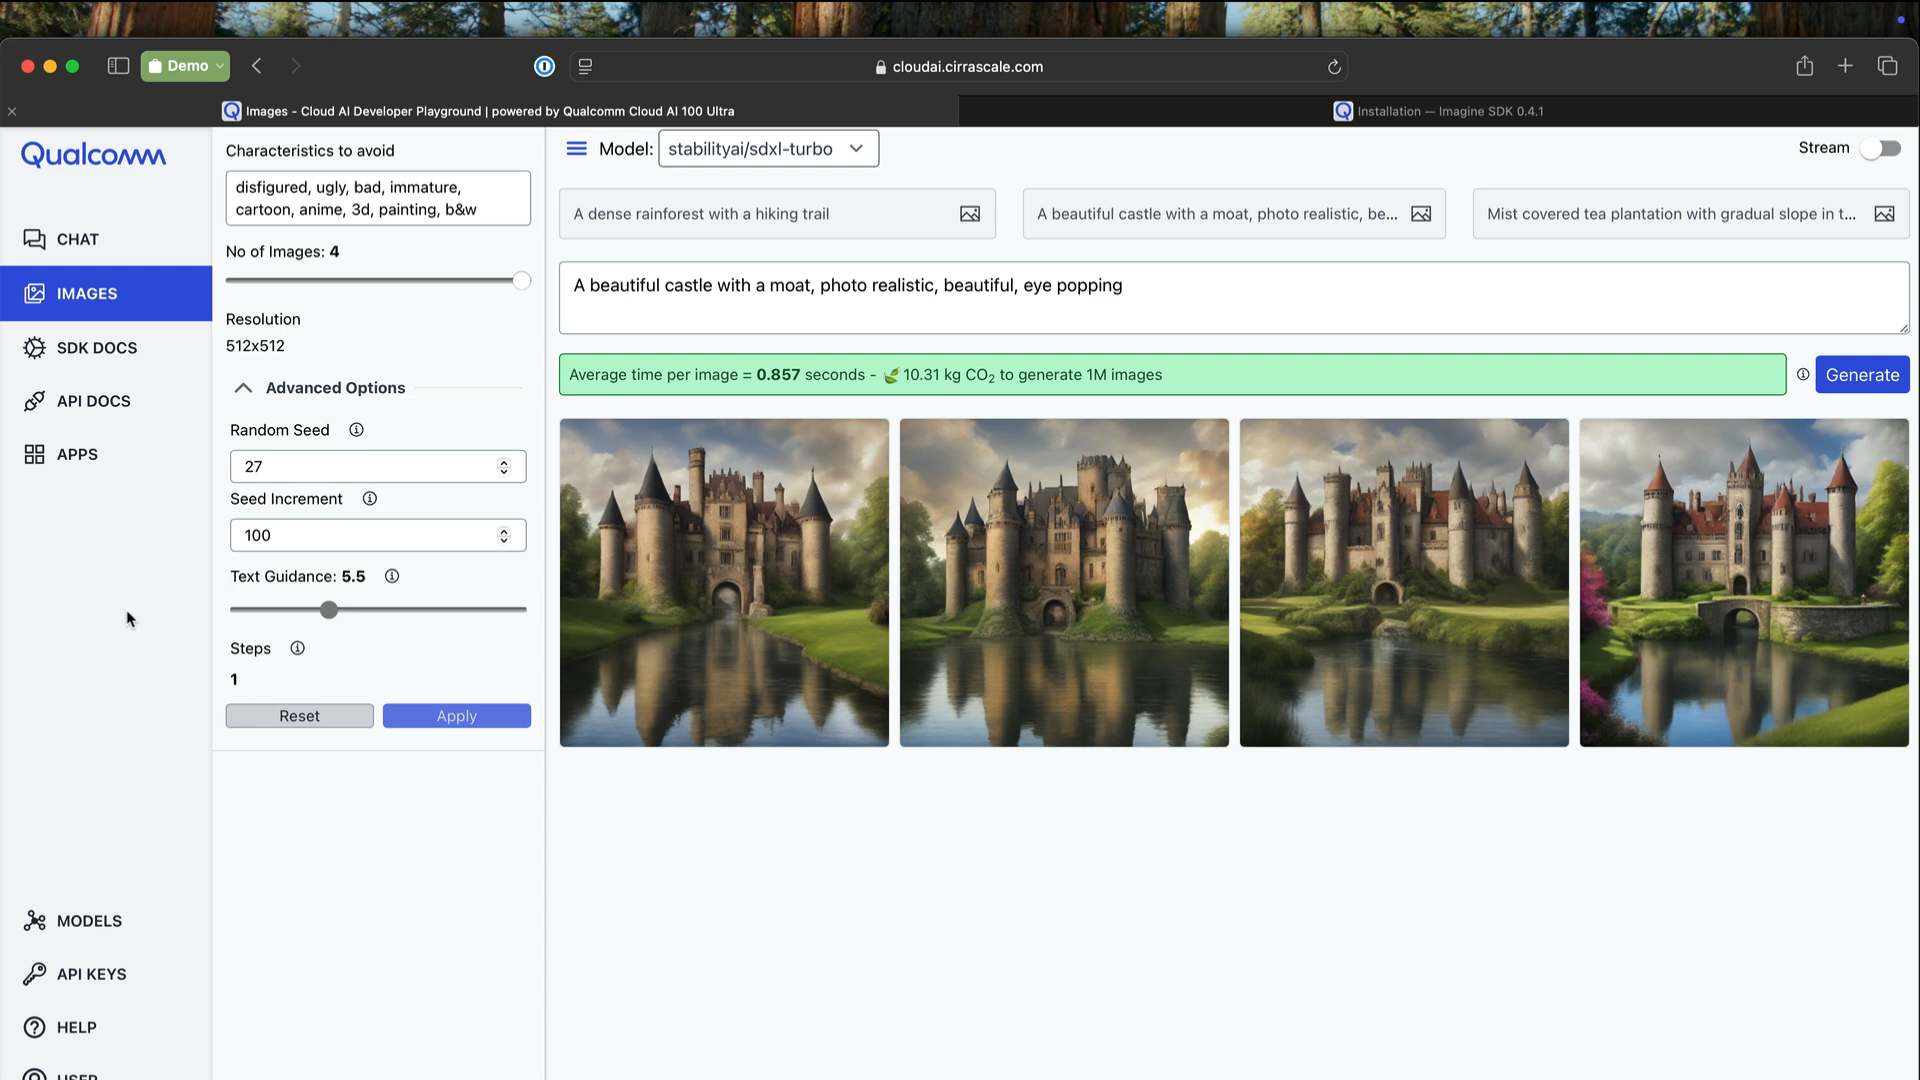 Demo
cloudai.cirrascale.com
Images - Cloud AI Developer Playground | powered by Qualcomm Cloud AI 100 Ultra
Installation — Imagine SDK 0.4.1
Qualcomm
CHAT
IMAGES
SDK DOCS
API DOCS
APPS
MODELS
API KEYS
HELP
USER
Characteristics to avoid
disfigured, ugly, bad, immature,
cartoon, anime, 3d, painting, b&w
No of Images: 4
Resolution
512x512
Advanced Options
Random Seed
27
Seed Increment
100
Text Guidance: 5.5
Steps
1
Reset
Apply
Model: stabilityai/sdxl-turbo
Stream
A dense rainforest with a hiking trail
A beautiful castle with a moat, photo realistic, be...
Mist covered tea plantation with gradual slope in t...
A beautiful castle with a moat, photo realistic, beautiful, eye popping
Average time per image = 0.857 seconds - 10.31 kg CO₂ to generate 1M images
Generate